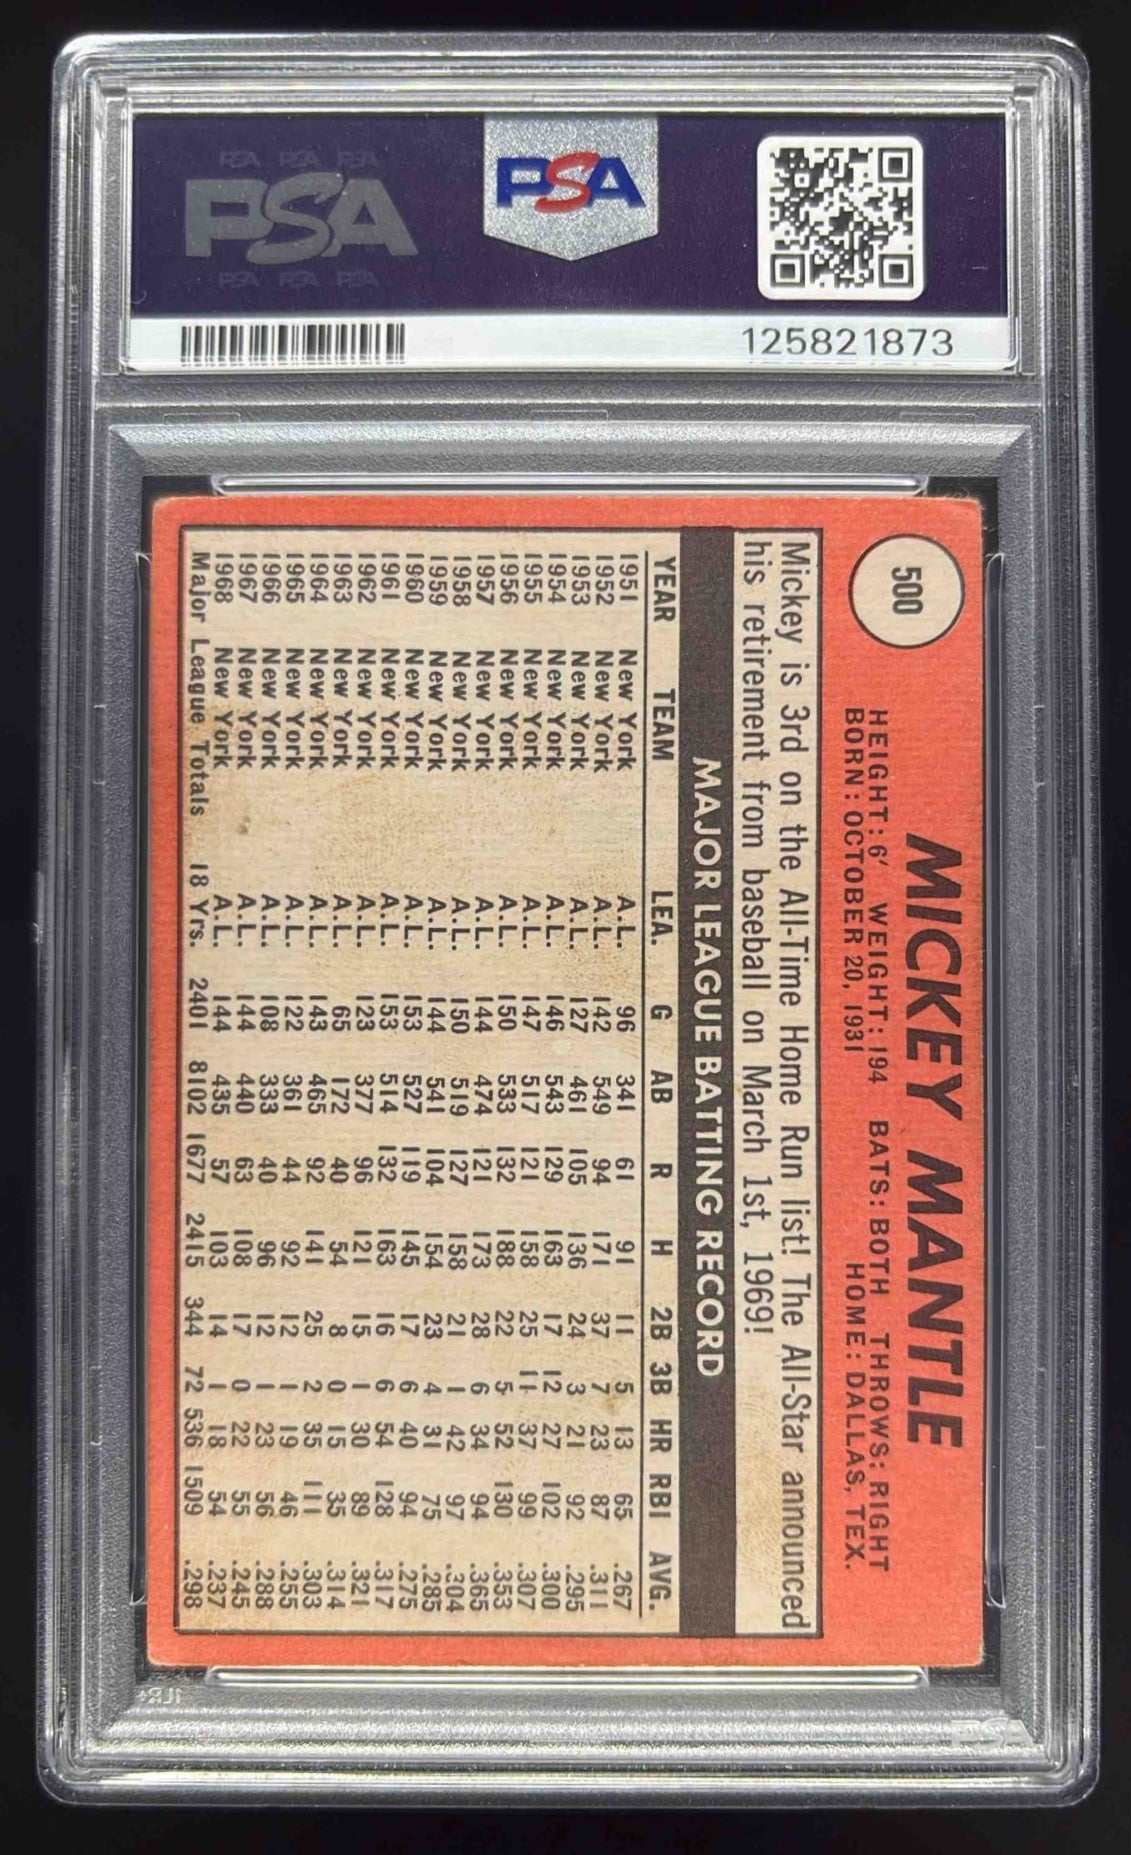 PSA PSA PSA
PSA
PSA PSA PSA
PSA
125821873
500
MICKEY MANTLE
HEIGHT: 6' WEIGHT: 194 BATS: BOTH THROWS: RIGHT
BORN: OCTOBER 20, 1931 HOME: DALLAS, TEX.
Mickey is 3rd on the All-Time Home Run list! The All-Star announced
his retirement from baseball on March 1st, 1969!
MAJOR LEAGUE BATTING RECORD
YEAR TEAM LEA. G AB R H 2B 3B HR RBI AVG.
1951 New York A.L. 96 341 61 91 11 5 13 65 .267
1952 New York A.L. 142 549 94 171 37 7 23 87 .311
1953 New York A.L. 127 461 105 136 24 3 21 92 .295
1954 New York A.L. 146 543 129 163 17 12 27 102 .300
1955 New York A.L. 147 517 121 158 25 11 37 99 .307
1956 New York A.L. 150 533 132 188 22 5 52 130 .353
1957 New York A.L. 144 474 121 173 28 6 34 94 .365
1958 New York A.L. 150 519 127 158 21 1 42 97 .304
1959 New York A.L. 144 541 104 154 23 4 31 75 .285
1960 New York A.L. 153 527 119 145 17 6 40 94 .275
1961 New York A.L. 153 514 132 163 16 6 54 128 .317
1962 New York A.L. 123 377 96 121 15 1 30 89 .321
1963 New York A.L. 65 172 40 54 8 0 15 35 .314
1964 New York A.L. 143 465 92 141 25 2 35 111 .303
1965 New York A.L. 122 361 44 92 12 1 19 46 .255
1966 New York A.L. 108 333 40 96 12 1 23 56 .288
1967 New York A.L. 144 440 63 108 17 0 22 55 .245
1968 New York A.L. 144 435 57 103 14 1 18 54 .237
Major League Totals 18 Yrs. 2401 8102 1677 2415 344 72 536 1509 .298
PSA